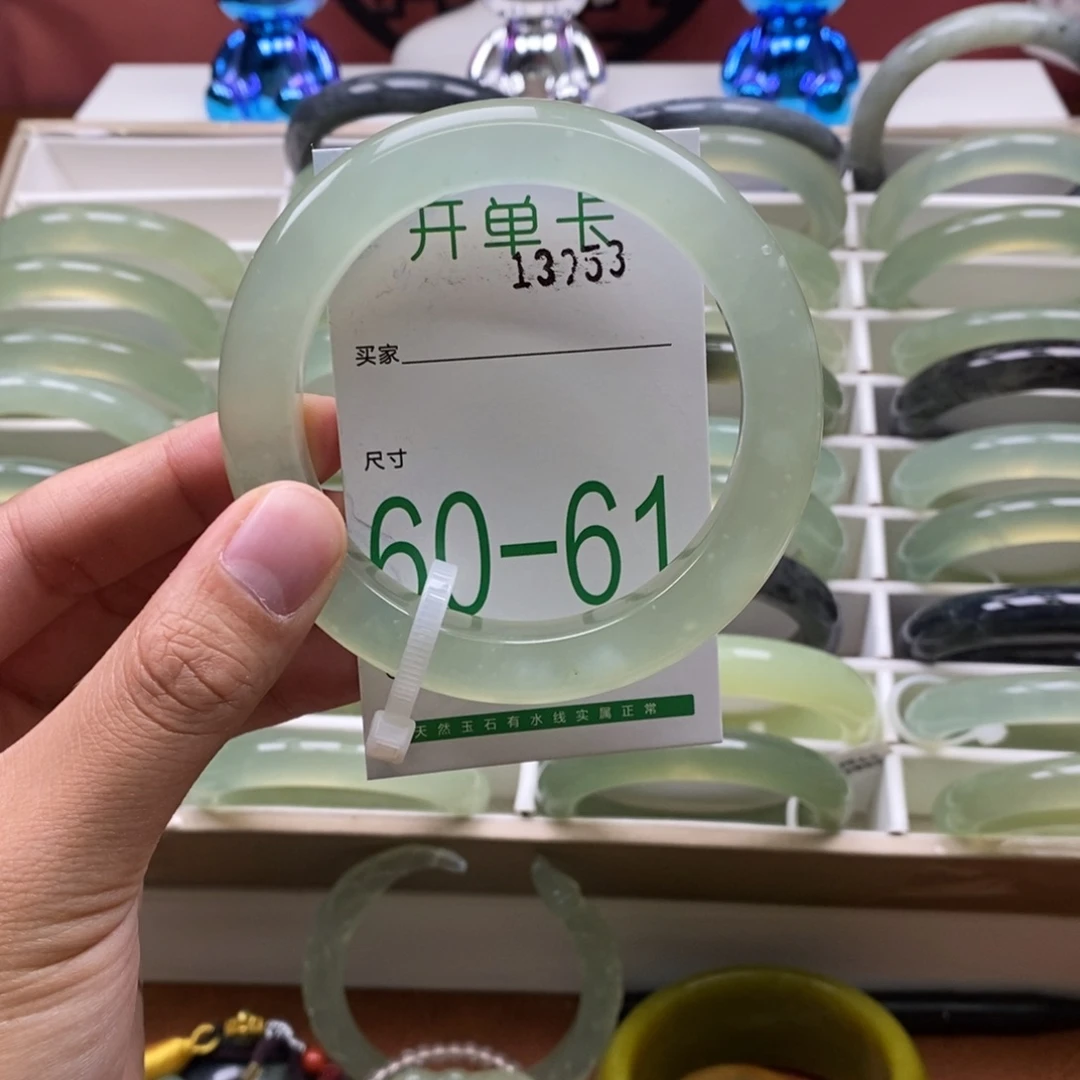 开单卡
13753
买家
尺寸
60-61
天然玉石有水线实属正常